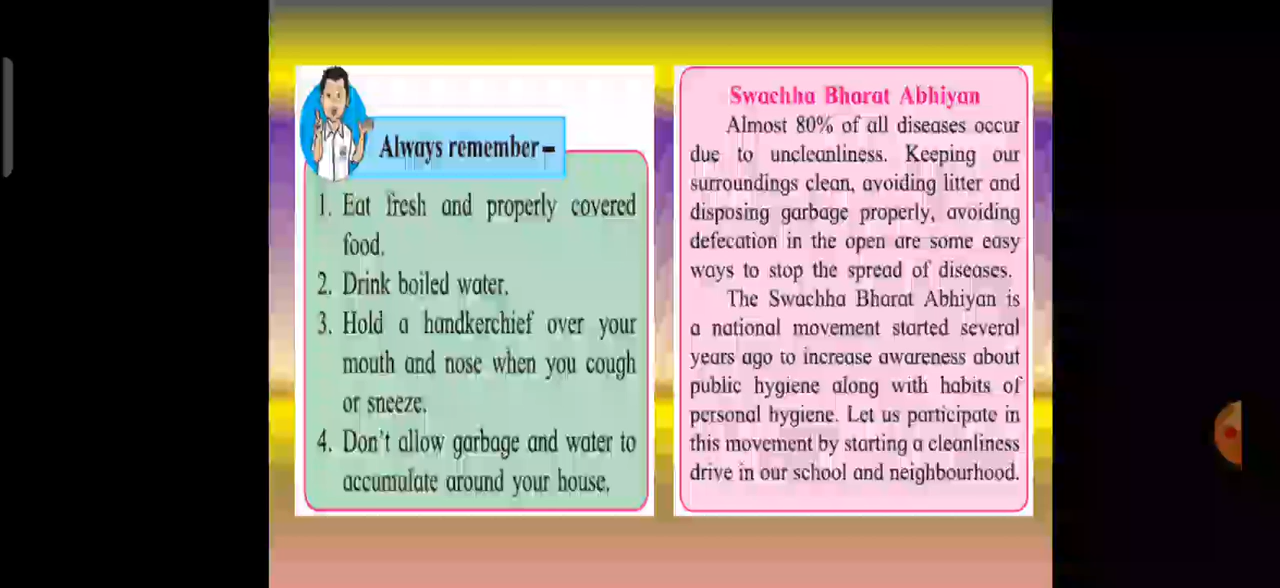 Always remember –
1. Eat fresh and properly covered
food.
2. Drink boiled water.
3. Hold a handkerchief over your
mouth and nose when you cough
or sneeze.
4. Don't allow garbage and water to
accumulate around your house.
Swachha Bharat Abhiyan
Almost 80% of all diseases occur
due to uncleanliness. Keeping our
surroundings clean, avoiding litter and
disposing garbage properly, avoiding
defecation in the open are some easy
ways to stop the spread of diseases.
The Swachha Bharat Abhiyan is
a national movement started several
years ago to increase awareness about
public hygiene along with habits of
personal hygiene. Let us participate in
this movement by starting a cleanliness
drive in our school and neighbourhood.